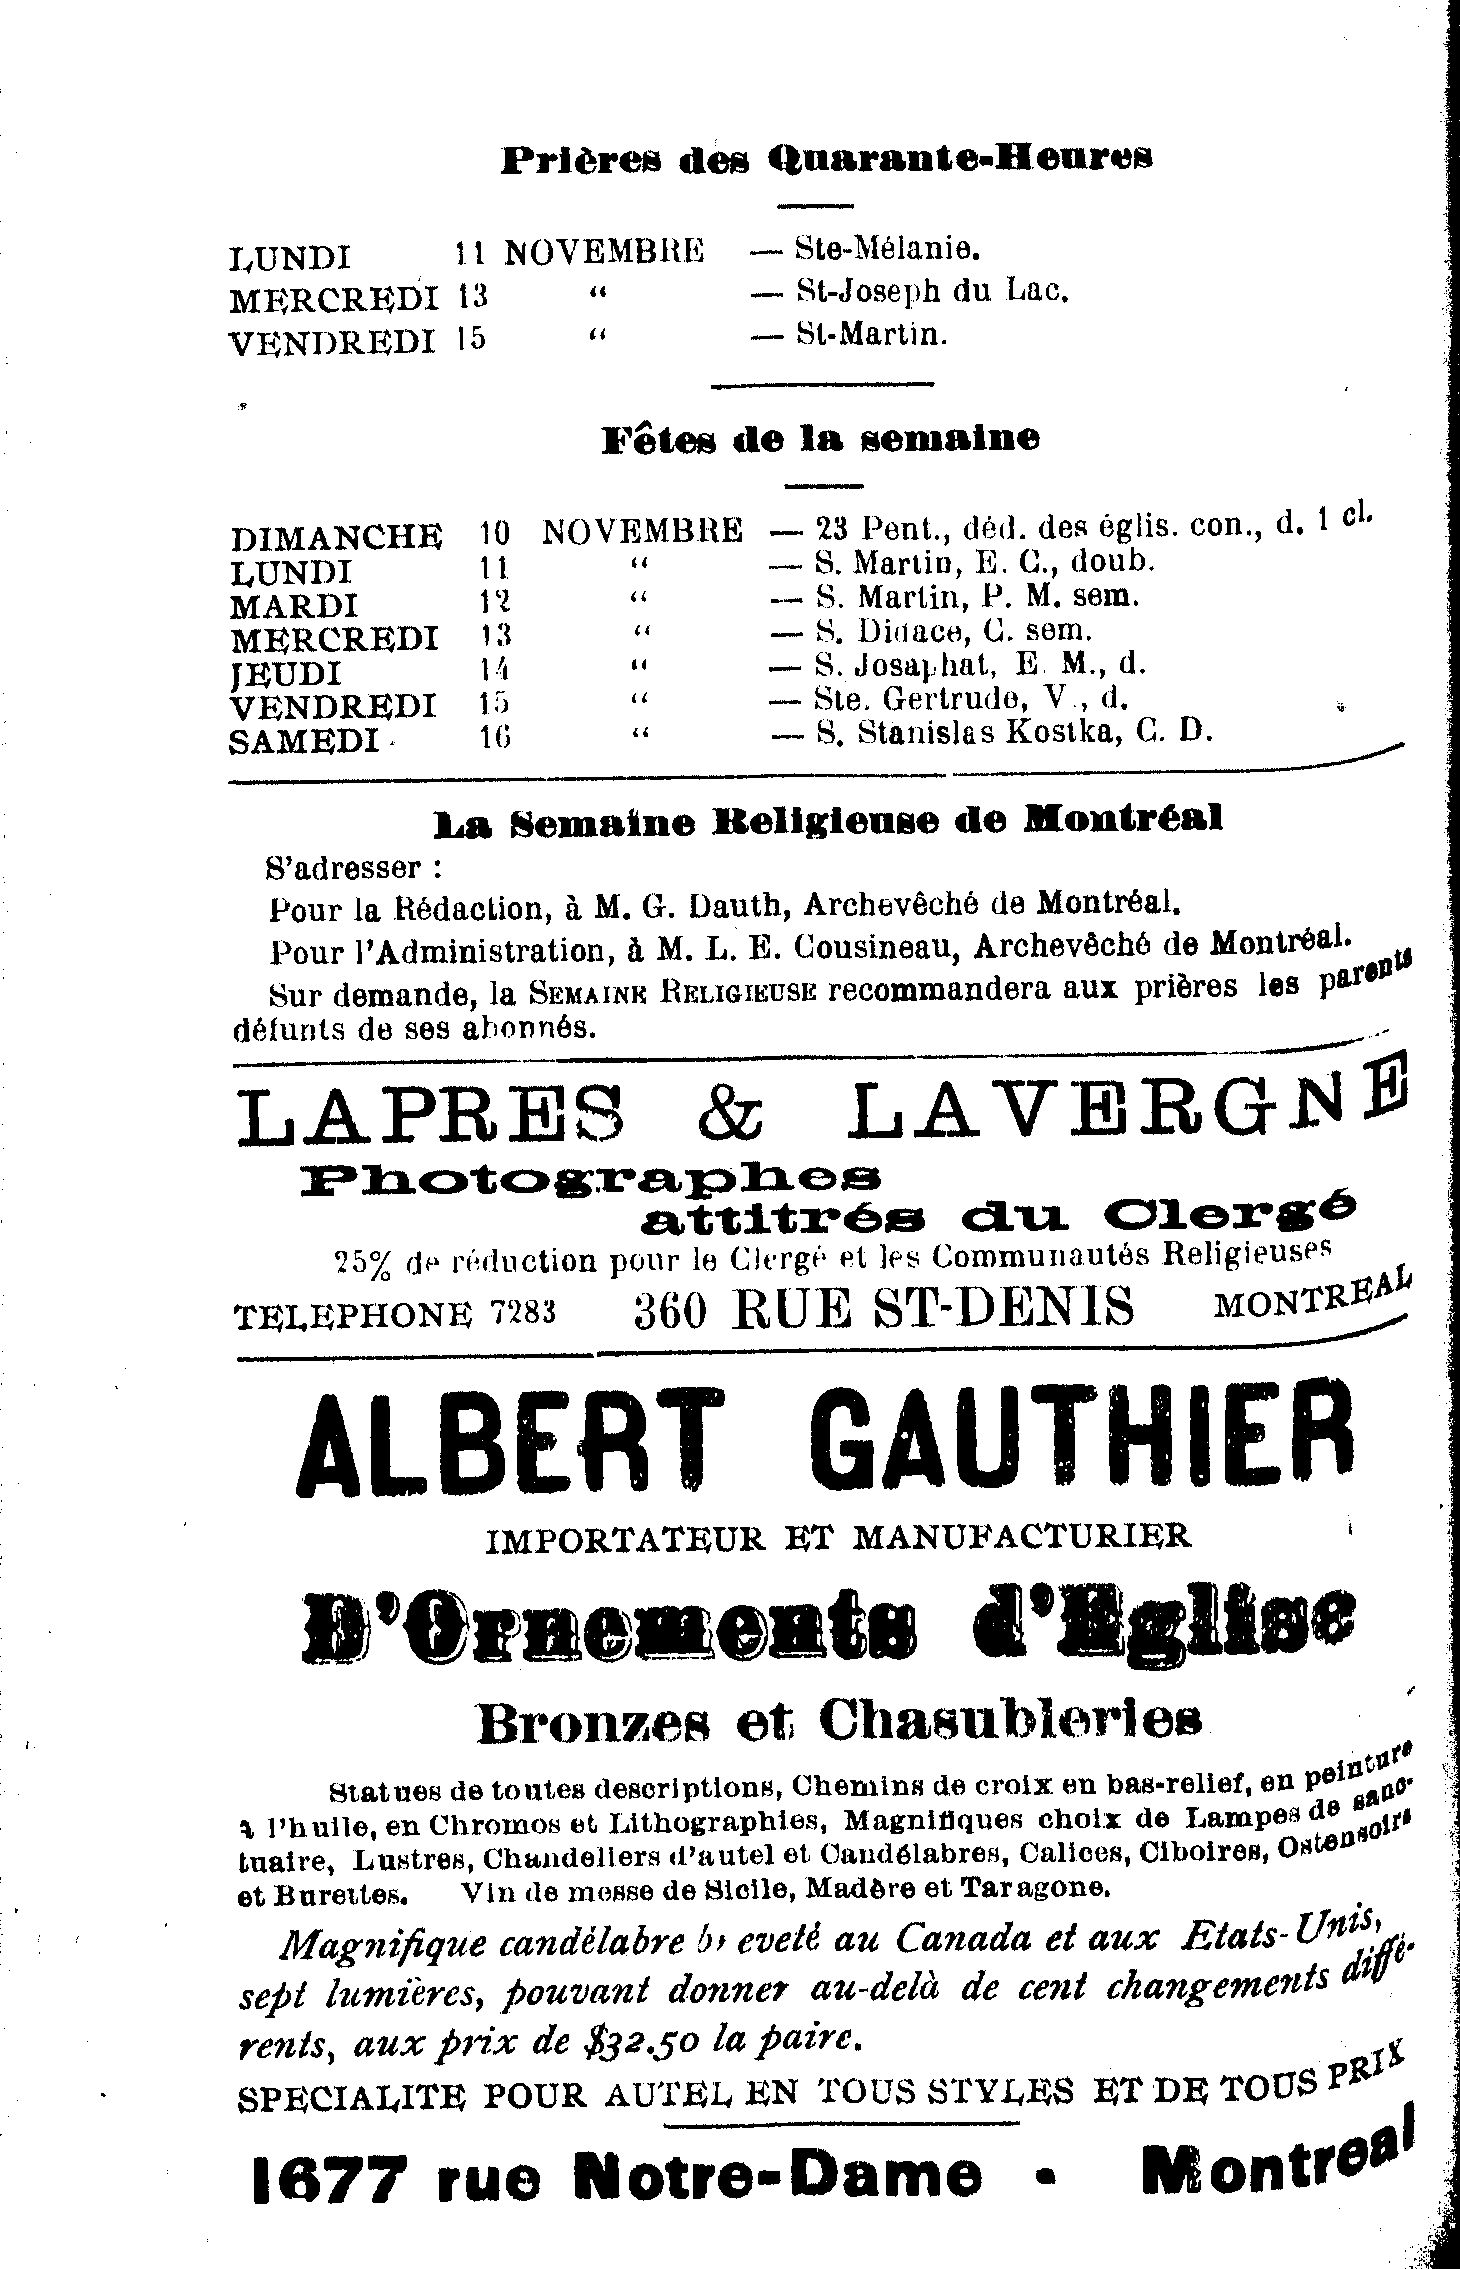 Prières des Quarante-Heures
LUNDI 11 NOVEMBRE — Ste-Mélanie.
MERCREDI 13 “ — St-Joseph du Lac.
VENDREDI 15 “ — St-Martin.
Fêtes de la semaine
DIMANCHE 10 NOVEMBRE — 23 Pent., déd. des églis. con., d. 1 cl.
LUNDI 11 “ — S. Martin, E. C., doub.
MARDI 12 “ — S. Martin, P. M. sem.
MERCREDI 13 “ — S. Didace, C. sem.
JEUDI 14 “ — S. Josaphat, E. M., d.
VENDREDI 15 “ — Ste. Gertrude, V., d.
SAMEDI 16 “ — S. Stanislas Kostka, C. D.
La Semaine Religieuse de Montréal
S’adresser :
Pour la Rédaction, à M. G. Dauth, Archevêché de Montréal.
Pour l’Administration, à M. L. E. Cousineau, Archevêché de Montréal.
Sur demande, la SEMAINE RELIGIEUSE recommandera aux prières les parents
défunts de ses abonnés.
LAPRES & LAVERGNE
Photographes
attitrés du Clergé
25% de réduction pour le Clergé et les Communautés Religieuses
TELEPHONE 7283 360 RUE ST-DENIS MONTREAL
ALBERT GAUTHIER
IMPORTATEUR ET MANUFACTURIER
D’Ornements d’Eglise
Bronzes et Chasubleries
Statues de toutes descriptions, Chemins de croix en bas-relief, en peinture
à l’huile, en Chromos et Lithographies, Magnifiques choix de Lampes de sanc-
tuaire, Lustres, Chandeliers d’autel et Candélabres, Calices, Ciboires, Ostensoirs
et Burettes. Vin de messe de Sicile, Madère et Taragone.
Magnifique candélabre breveté au Canada et aux Etats-Unis,
sept lumières, pouvant donner au-delà de cent changements diffé-
rents, aux prix de $32.50 la paire.
SPECIALITE POUR AUTEL EN TOUS STYLES ET DE TOUS PRIX
1677 rue Notre-Dame - Montreal